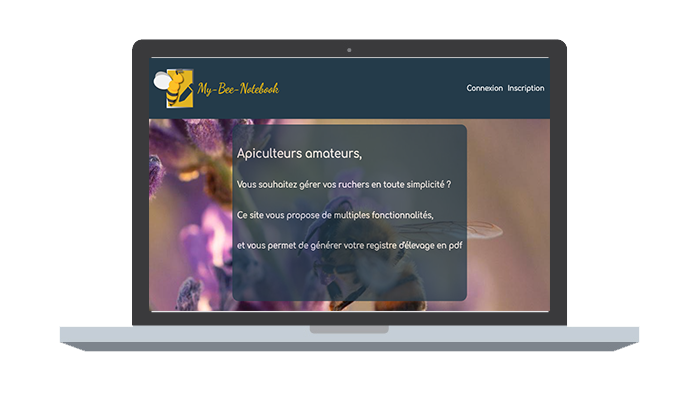 My-Bee-Notebook
Connexion Inscription
Apiculteurs amateurs,
Vous souhaitez gérer vos ruchers en toute simplicité ?
Ce site vous propose de multiples fonctionnalités,
et vous permet de générer votre registre d'élevage en pdf